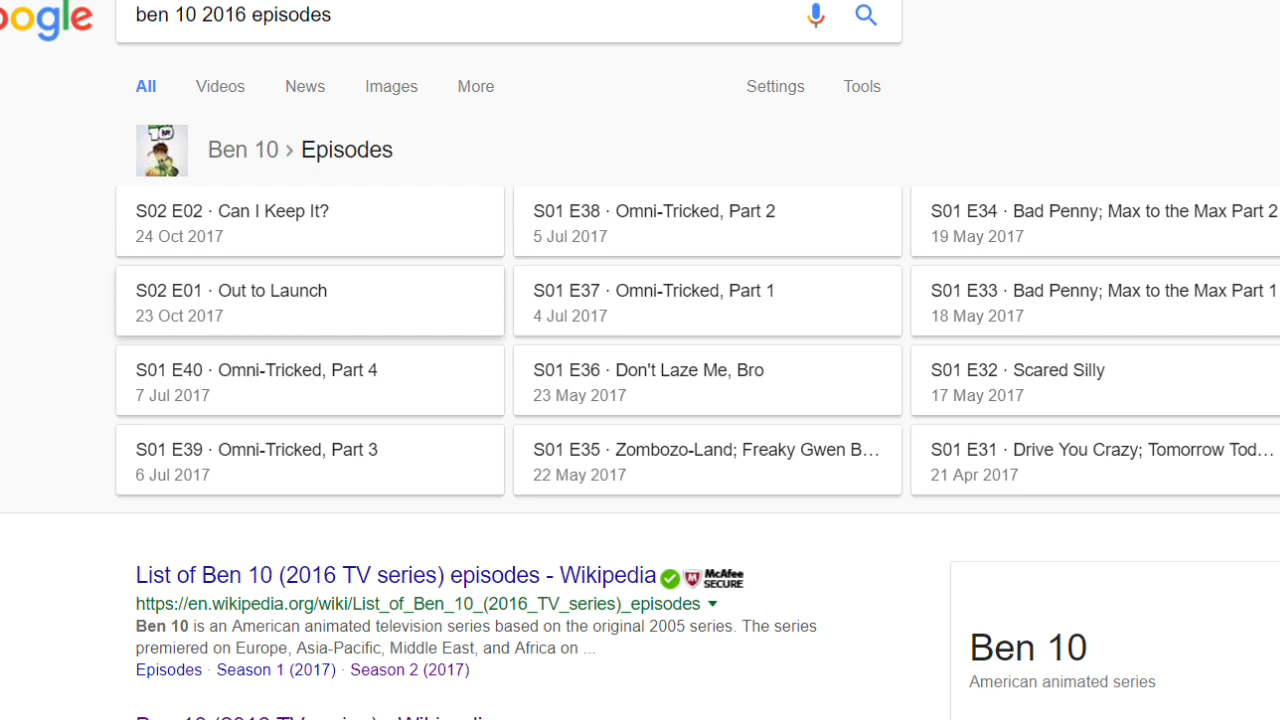 oogle
ben 10 2016 episodes
All Videos News Images More Settings Tools
Ben 10 › Episodes
S02 E02 · Can I Keep It?
24 Oct 2017
S01 E38 · Omni-Tricked, Part 2
5 Jul 2017
S01 E34 · Bad Penny; Max to the Max Part 2
19 May 2017
S02 E01 · Out to Launch
23 Oct 2017
S01 E37 · Omni-Tricked, Part 1
4 Jul 2017
S01 E33 · Bad Penny; Max to the Max Part 1
18 May 2017
S01 E40 · Omni-Tricked, Part 4
7 Jul 2017
S01 E36 · Don't Laze Me, Bro
23 May 2017
S01 E32 · Scared Silly
17 May 2017
S01 E39 · Omni-Tricked, Part 3
6 Jul 2017
S01 E35 · Zombozo-Land; Freaky Gwen B...
22 May 2017
S01 E31 · Drive You Crazy; Tomorrow Tod...
21 Apr 2017
List of Ben 10 (2016 TV series) episodes - Wikipedia McAfee SECURE
https://en.wikipedia.org/wiki/List_of_Ben_10_(2016_TV_series)_episodes
Ben 10 is an American animated television series based on the original 2005 series. The series
premiered on Europe, Asia-Pacific, Middle East, and Africa on ...
Episodes · Season 1 (2017) · Season 2 (2017)
Ben 10 (2016 TV series) - Wikipedia
Ben 10
American animated series